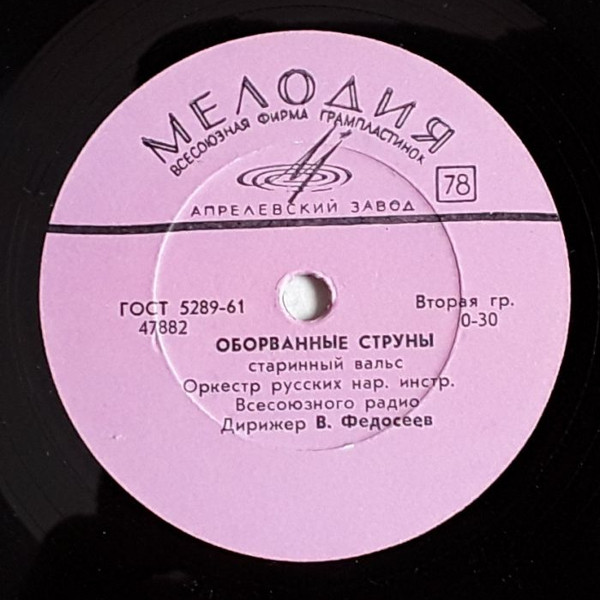 МЕЛОДИЯ
ВСЕСОЮЗНАЯ ФИРМА ГРАМПЛАСТИНОК
78
АПРЕЛЕВСКИЙ ЗАВОД
ГОСТ 5289-61
47882
Вторая гр.
0-30
ОБОРВАННЫЕ СТРУНЫ
старинный вальс
Оркестр русских нар. инстр.
Всесоюзного радио
Дирижер В. Федосеев